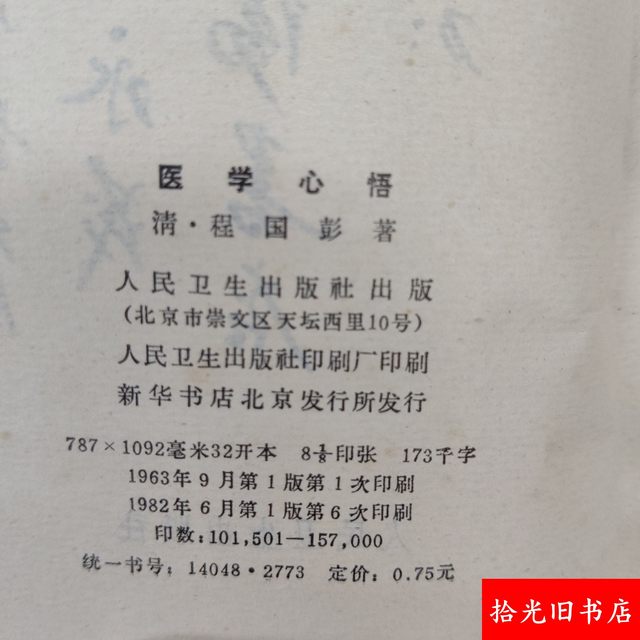 医学心悟
清·程国彭著
人民卫生出版社出版
(北京市崇文区天坛西里10号)
人民卫生出版社印刷厂印刷
新华书店北京发行所发行
787×1092毫米32开本 8⅛印张 173千字
1963年9月第1版第1次印刷
1982年6月第1版第6次印刷
印数:101,501—157,000
统一书号:14048·2773 定价:0.75元
拾光旧书店